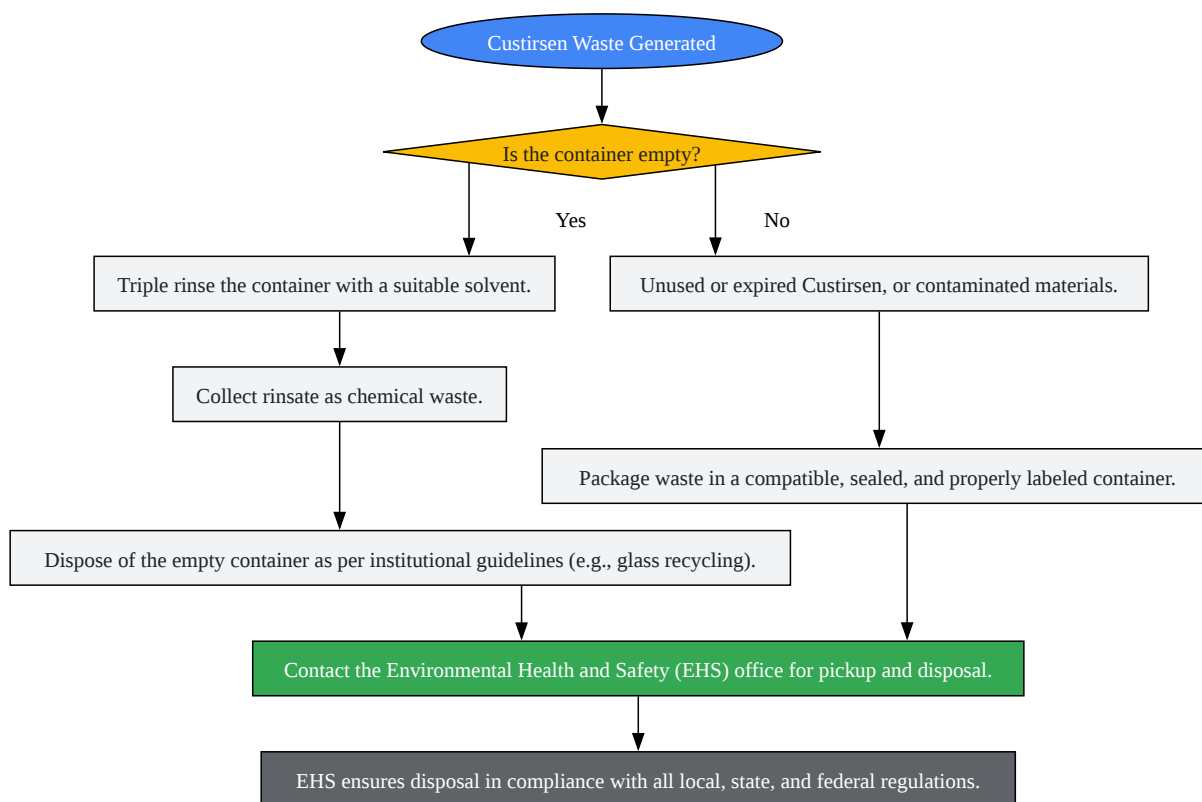 Custirsen Waste Generated
Is the container empty?
Yes
No
Triple rinse the container with a suitable solvent.
Unused or expired Custirsen, or contaminated materials.
Collect rinsate as chemical waste.
Package waste in a compatible, sealed, and properly labeled container.
Dispose of the empty container as per institutional guidelines (e.g., glass recycling).
Contact the Environmental Health and Safety (EHS) office for pickup and disposal.
EHS ensures disposal in compliance with all local, state, and federal regulations.